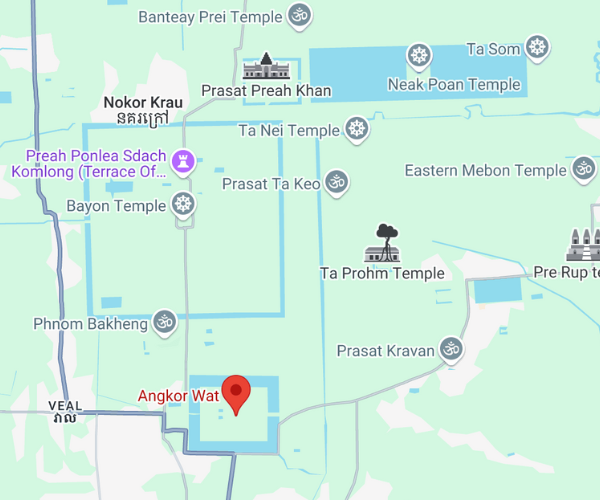 Banteay Prei Temple
Ta Som
Neak Poan Temple
Prasat Preah Khan
Nokor Krau
នគរក្រៅ
Ta Nei Temple
Preah Ponlea Sdach
Komlong (Terrace Of...
Prasat Ta Keo
Eastern Mebon Temple
Bayon Temple
Ta Prohm Temple
Pre Rup te
Phnom Bakheng
Prasat Kravan
Angkor Wat
VEAL
វាល